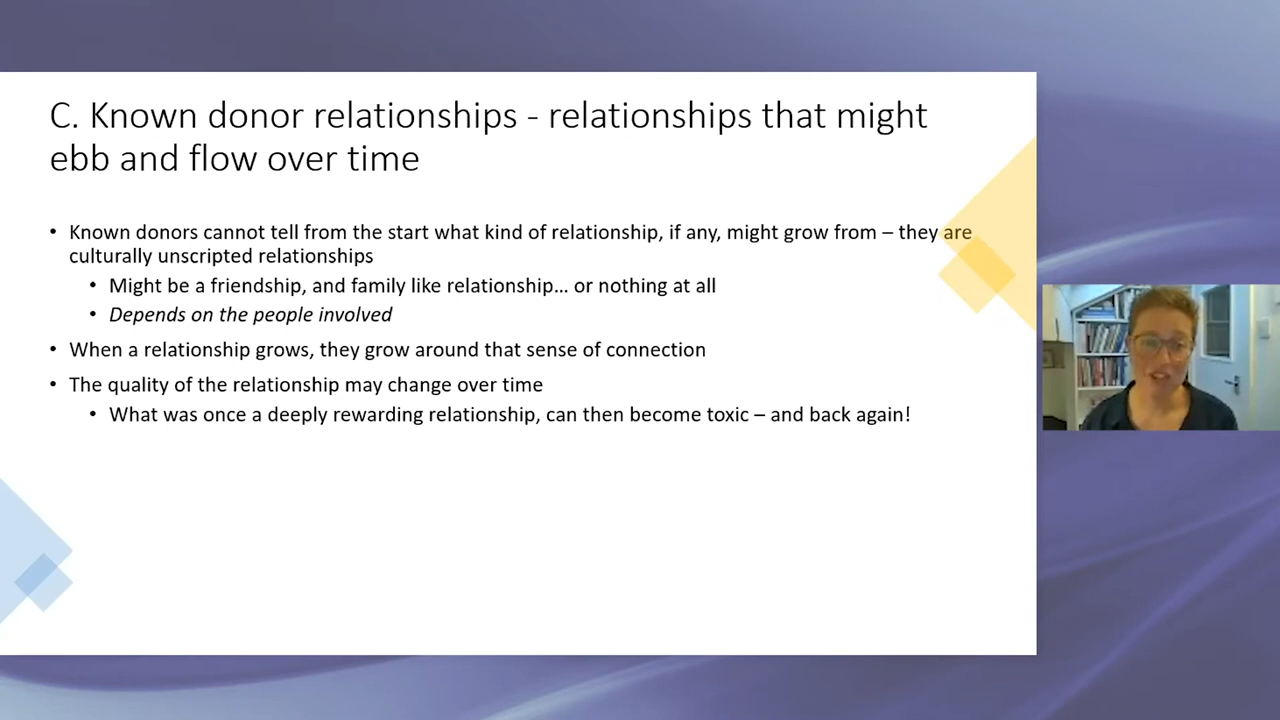 C. Known donor relationships - relationships that might
ebb and flow over time
• Known donors cannot tell from the start what kind of relationship, if any, might grow from – they are
culturally unscripted relationships
• Might be a friendship, and family like relationship... or nothing at all
• Depends on the people involved
• When a relationship grows, they grow around that sense of connection
• The quality of the relationship may change over time
• What was once a deeply rewarding relationship, can then become toxic – and back again!